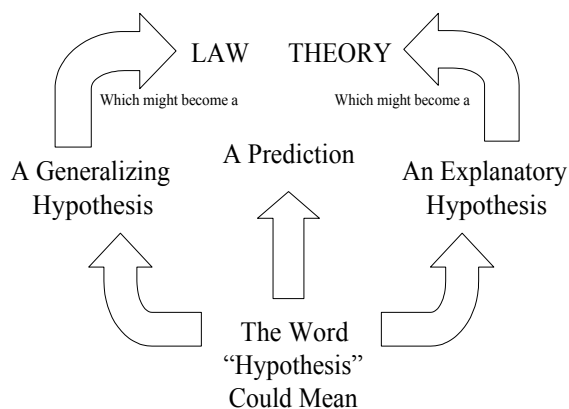 LAW THEORY
Which might become a
Which might become a
A Prediction
A Generalizing
Hypothesis
An Explanatory
Hypothesis
The Word
“Hypothesis”
Could Mean